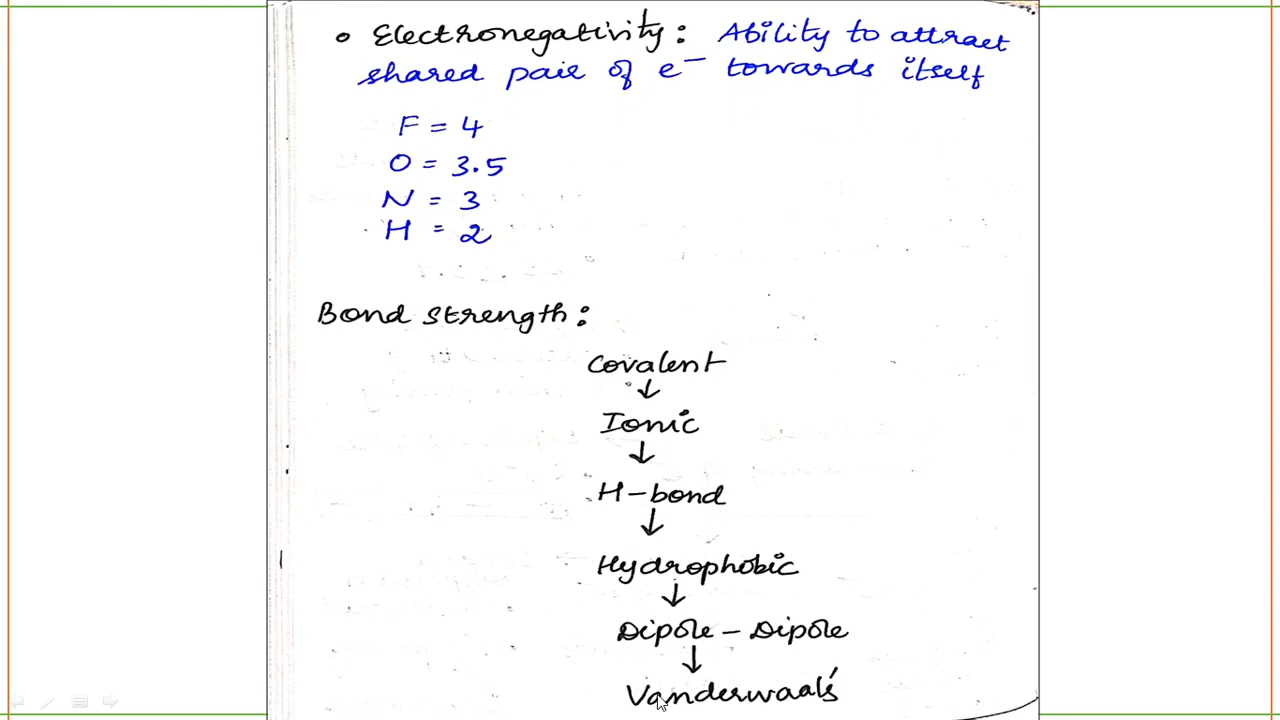 • Electronegativity: Ability to attract
shared pair of e⁻ towards itself
F = 4
O = 3.5
N = 3
H = 2
Bond strength:
Covalent
↓
Ionic
↓
H-bond
↓
Hydrophobic
↓
Dipole - Dipole
↓
Vanderwaals'